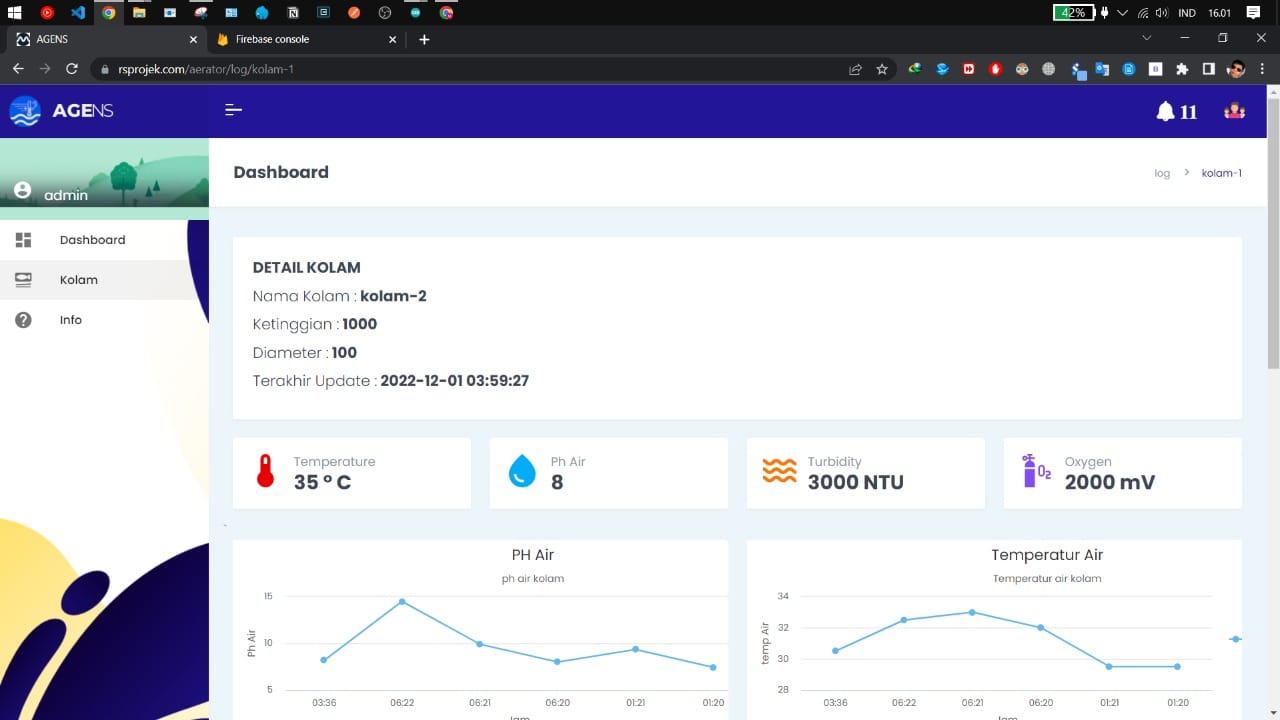 42%
IND
16.01
AGENS
Firebase console
rsprojek.com/aerator/log/kolam-1
AGENS
11
admin
Dashboard
log > kolam-1
Dashboard
Kolam
Info
DETAIL KOLAM
Nama Kolam : kolam-2
Ketinggian : 1000
Diameter : 100
Terakhir Update : 2022-12-01 03:59:27
Temperature
35 ° C
Ph Air
8
Turbidity
3000 NTU
O2
Oxygen
2000 mV
PH Air
ph air kolam
15
10
5
Ph Air
03:36 06:22 06:21 06:20 01:21 01:20
jam
Temperatur Air
Temperatur air kolam
34
32
30
28
temp Air
03:36 06:22 06:21 06:20 01:21 01:20
jam